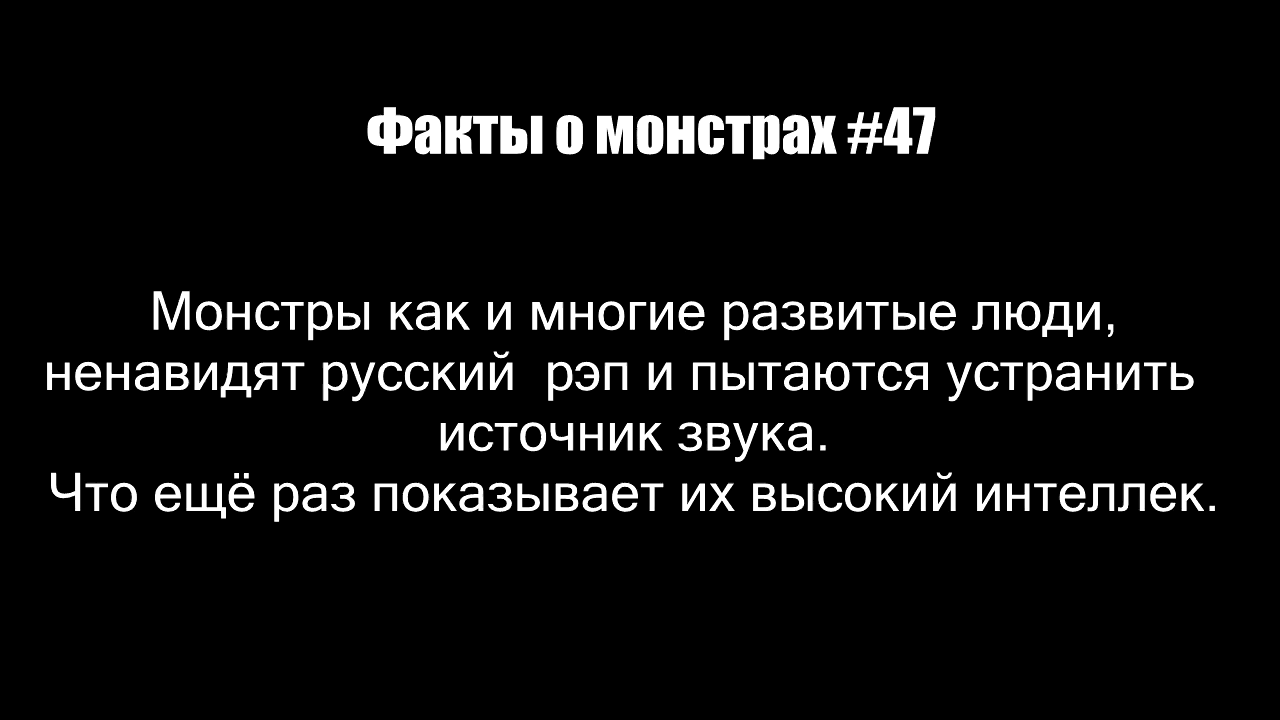 Факты о монстрах #47
Монстры как и многие развитые люди,
ненавидят русский  рэп и пытаются устранить
источник звука.
Что ещё раз показывает их высокий интеллек.